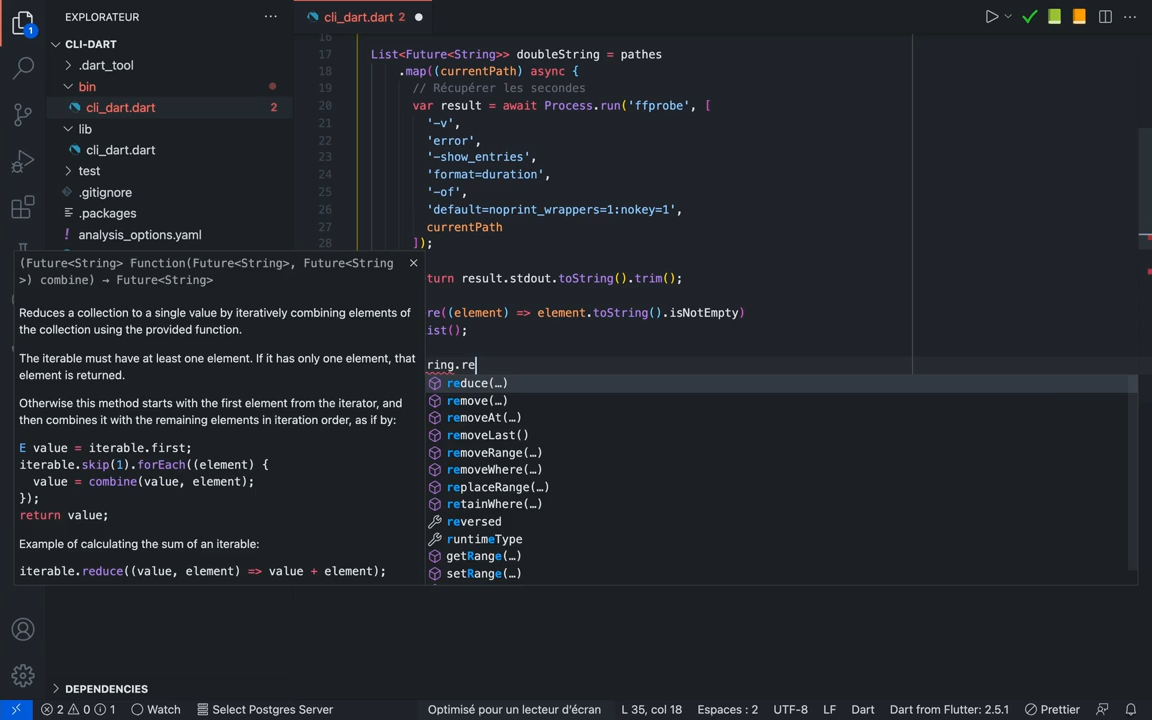 EXPLORATEUR
CLI-DART
.dart_tool
bin
cli_dart.dart 2
lib
cli_dart.dart
test
.gitignore
.packages
analysis_options.yaml
1
cli_dart.dart 2
16
17 List<Future<String>> doubleString = pathes
18 .map((currentPath) async {
19 // Récupérer les secondes
20 var result = await Process.run('ffprobe', [
21 '-v',
22 'error',
23 '-show_entries',
24 'format=duration',
25 '-of',
26 'default=noprint_wrappers=1:nokey=1',
27 currentPath
28 ]);
turn result.stdout.toString().trim();
re((element) => element.toString().isNotEmpty)
ist();
ring.re
(Future<String> Function(Future<String>, Future<String
>) combine) → Future<String>
Reduces a collection to a single value by iteratively combining elements of
the collection using the provided function.
The iterable must have at least one element. If it has only one element, that
element is returned.
Otherwise this method starts with the first element from the iterator, and
then combines it with the remaining elements in iteration order, as if by:
E value = iterable.first;
iterable.skip(1).forEach((element) {
value = combine(value, element);
});
return value;
Example of calculating the sum of an iterable:
iterable.reduce((value, element) => value + element);
reduce(…)
remove(…)
removeAt(…)
removeLast()
removeRange(…)
removeWhere(…)
replaceRange(…)
retainWhere(…)
reversed
runtimeType
getRange(…)
setRange(…)
DEPENDENCIES
2 0 1 Watch Select Postgres Server Optimisé pour un lecteur d'écran L 35, col 18 Espaces : 2 UTF-8 LF Dart Dart from Flutter: 2.5.1 Prettier